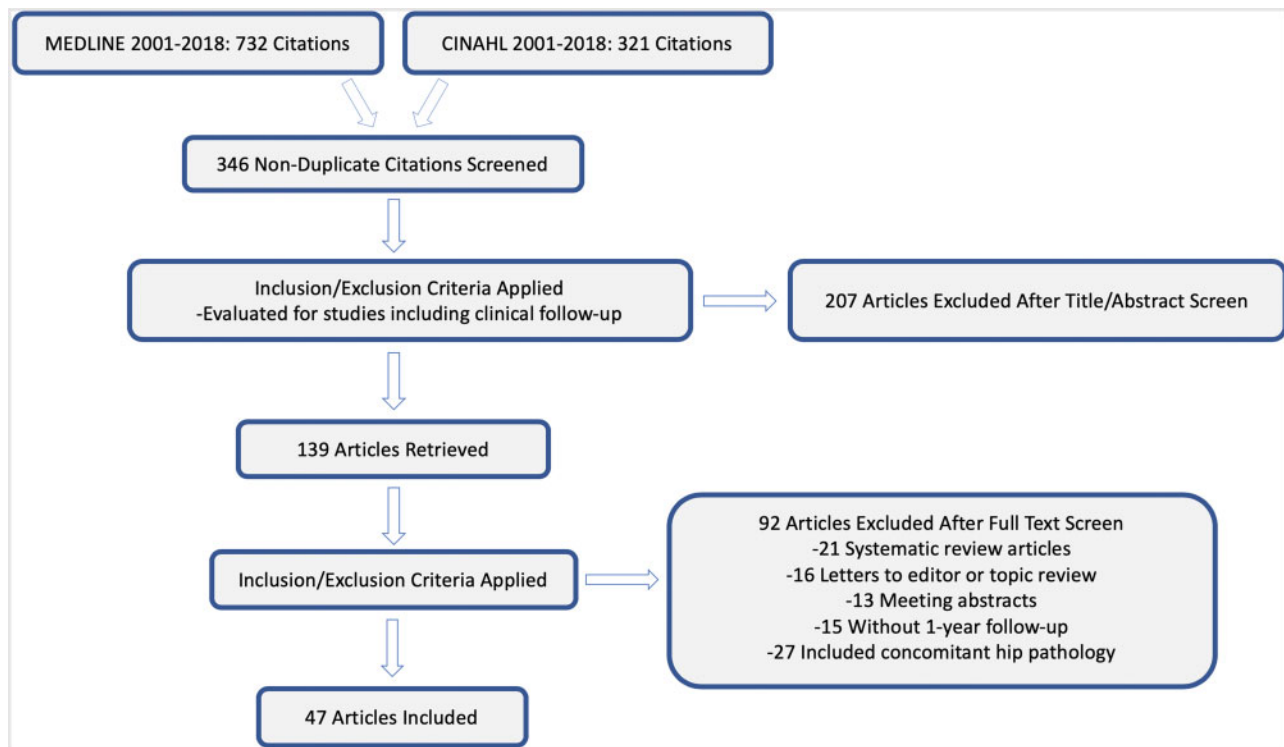 MEDLINE 2001-2018: 732 Citations
CINAHL 2001-2018: 321 Citations
346 Non-Duplicate Citations Screened
Inclusion/Exclusion Criteria Applied
-Evaluated for studies including clinical follow-up
207 Articles Excluded After Title/Abstract Screen
139 Articles Retrieved
Inclusion/Exclusion Criteria Applied
92 Articles Excluded After Full Text Screen
-21 Systematic review articles
-16 Letters to editor or topic review
-13 Meeting abstracts
-15 Without 1-year follow-up
-27 Included concomitant hip pathology
47 Articles Included